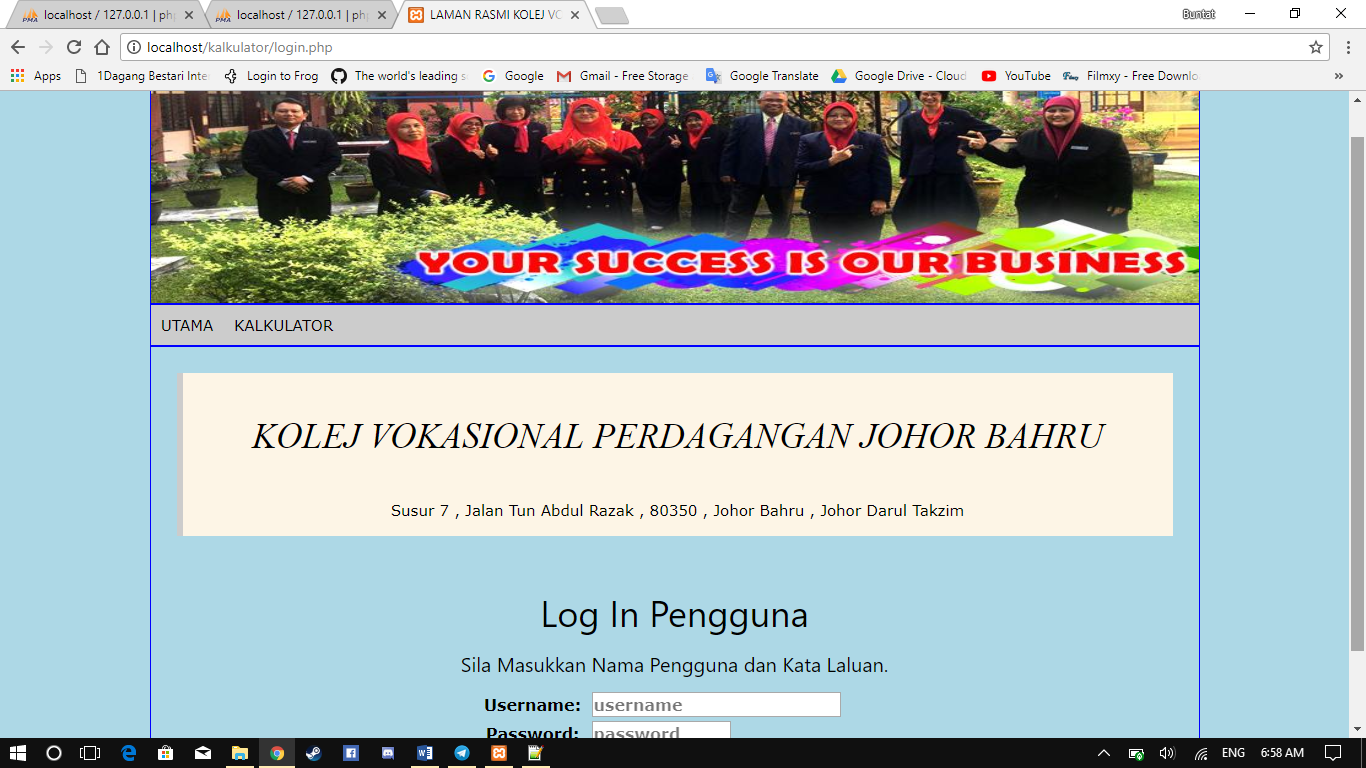 localhost / 127.0.0.1 | php
localhost / 127.0.0.1 | php
LAMAN RASMI KOLEJ VO
Buntat
localhost/kalkulator/login.php
Apps
1Dagang Bestari Inte
Login to Frog
The world's leading s
Google
Gmail - Free Storage
Google Translate
Google Drive - Cloud
YouTube
Filmxy - Free Downlo
YOUR SUCCESS IS OUR BUSINESS
UTAMA KALKULATOR
KOLEJ VOKASIONAL PERDAGANGAN JOHOR BAHRU
Susur 7 , Jalan Tun Abdul Razak , 80350 , Johor Bahru , Johor Darul Takzim
Log In Pengguna
Sila Masukkan Nama Pengguna dan Kata Laluan.
Username: username
Password: password
ENG 6:58 AM